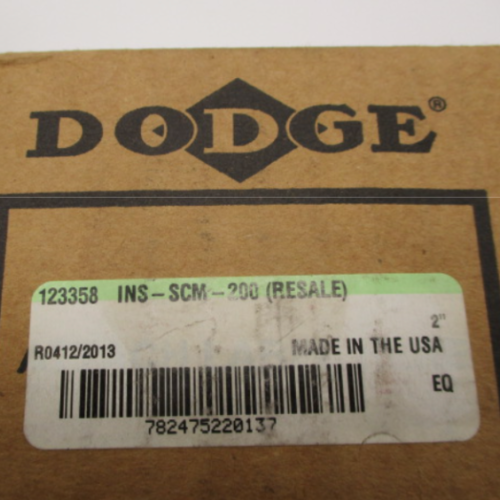 DODGE®
123358 INS-SCM-200 (RESALE)
2"
R0412/2013 MADE IN THE USA
EQ
782475220137